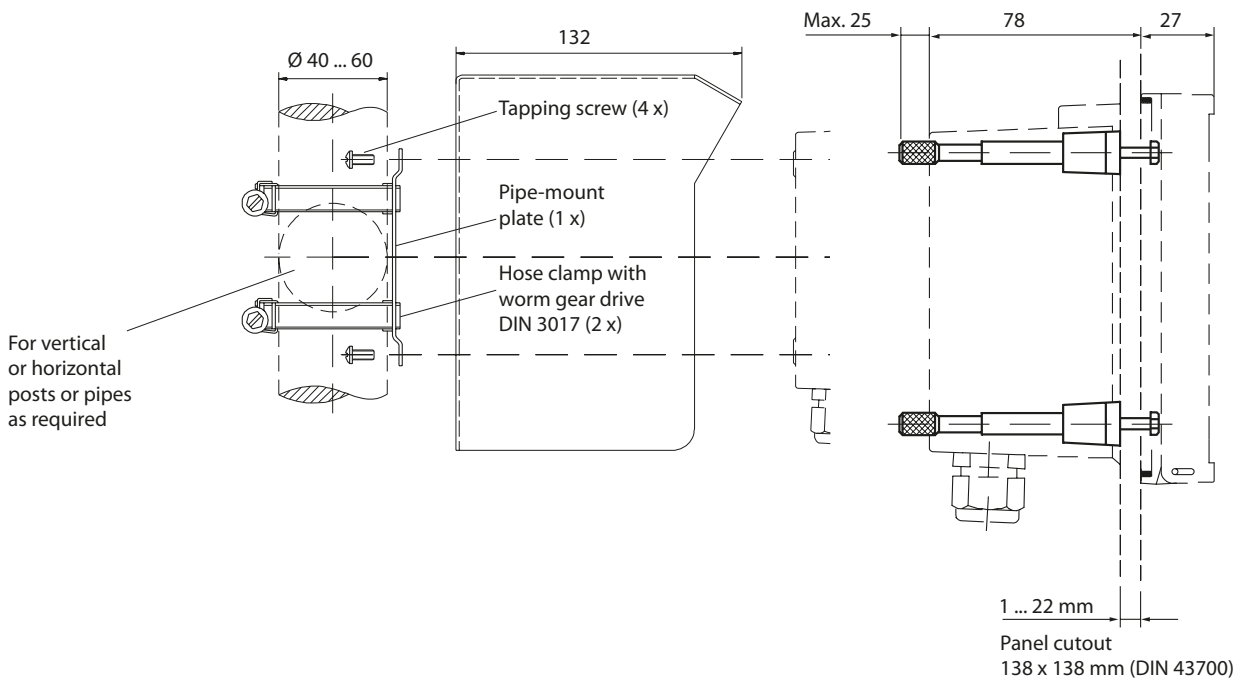 Max. 25
78
27
132
Ø 40 ... 60
Tapping screw (4 x)
Pipe-mount
plate (1 x)
Hose clamp with
worm gear drive
DIN 3017 (2 x)
For vertical
or horizontal
posts or pipes
as required
1 ... 22 mm
Panel cutout
138 x 138 mm (DIN 43700)